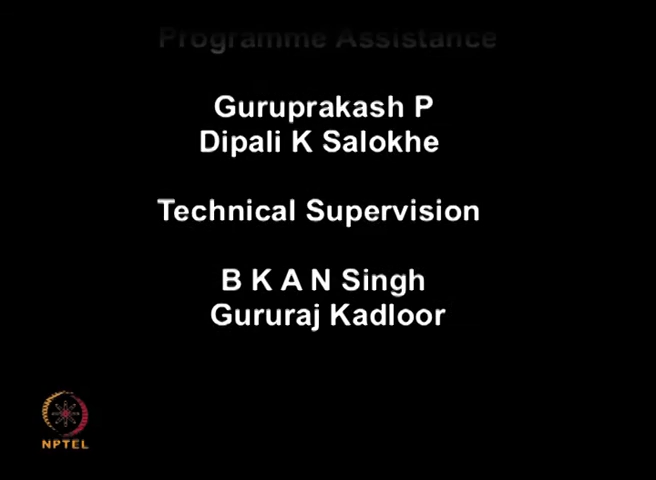 Programme Assistance
Guruprakash P
Dipali K Salokhe
Technical Supervision
B K A N Singh
Gururaj Kadloor
NPTEL